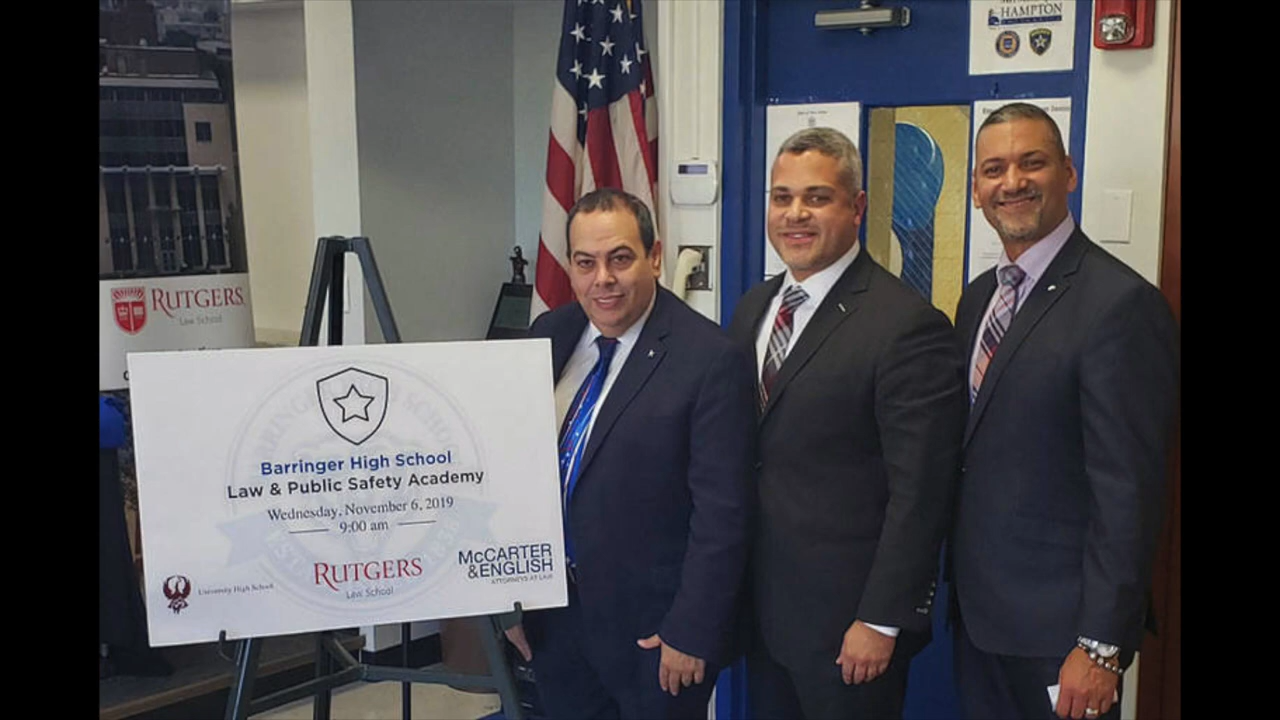 HAMPTON
RUTGERS
Law School
Barringer High School
Law & Public Safety Academy
Wednesday, November 6, 2019
9:00 am
University High School
RUTGERS
Law School
McCARTER
& ENGLISH
ATTORNEYS AT LAW